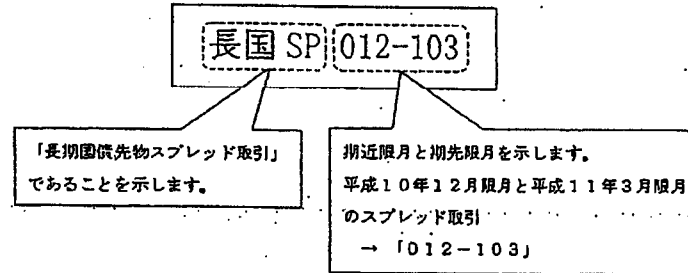 長国 SP 012-103
「長期国債先物スプレッド取引」
であることを示します。
期近限月と期先限月を示します。
平成10年12月限月と平成11年3月限月
のスプレッド取引
→ 「012-103」